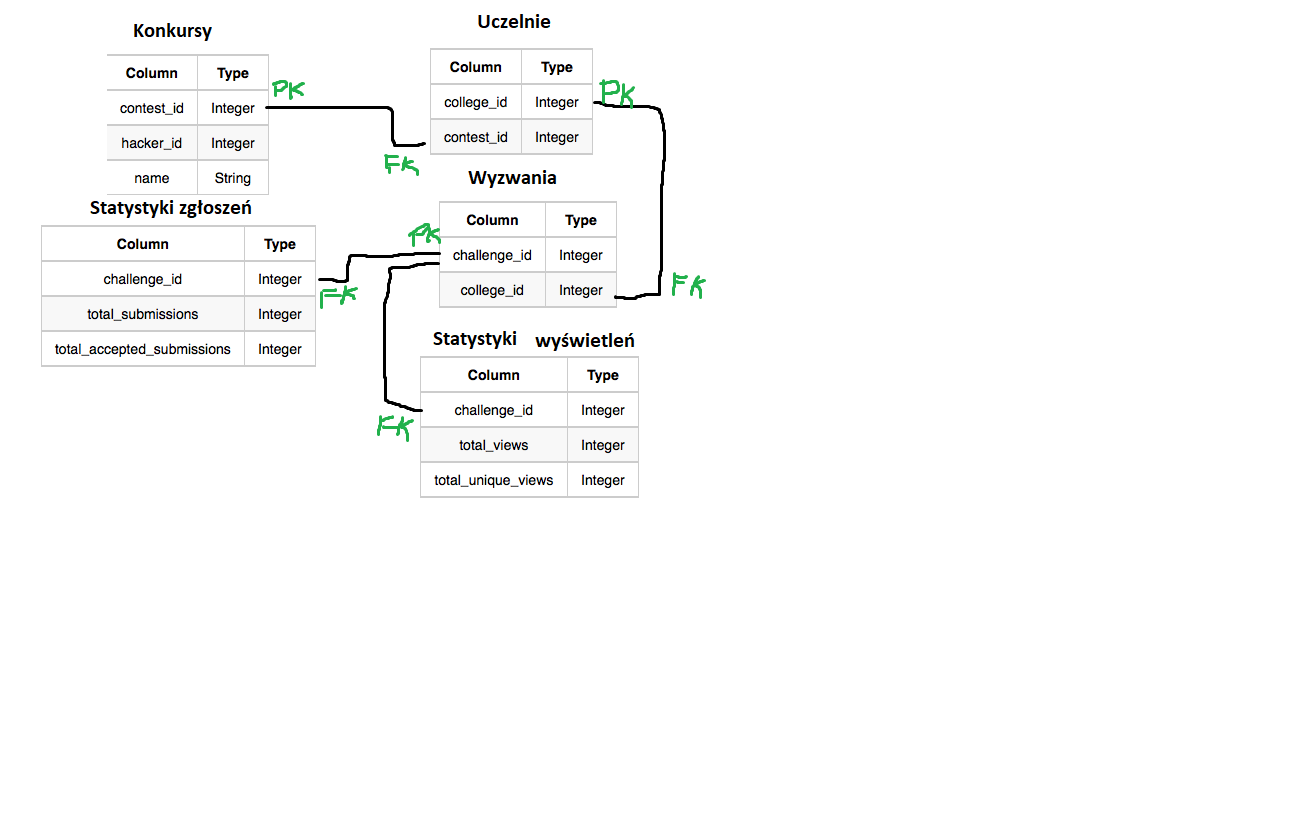 Konkursy
Column Type
contest_id Integer PK
hacker_id Integer
name String
Uczelnie
Column Type
college_id Integer PK
contest_id Integer
FK
Wyzwania
Column Type
PK
challenge_id Integer
college_id Integer FK
Statystyki zgłoszeń
Column Type
challenge_id Integer FK
total_submissions Integer
total_accepted_submissions Integer
Statystyki wyświetleń
Column Type
challenge_id Integer
FK
total_views Integer
total_unique_views Integer